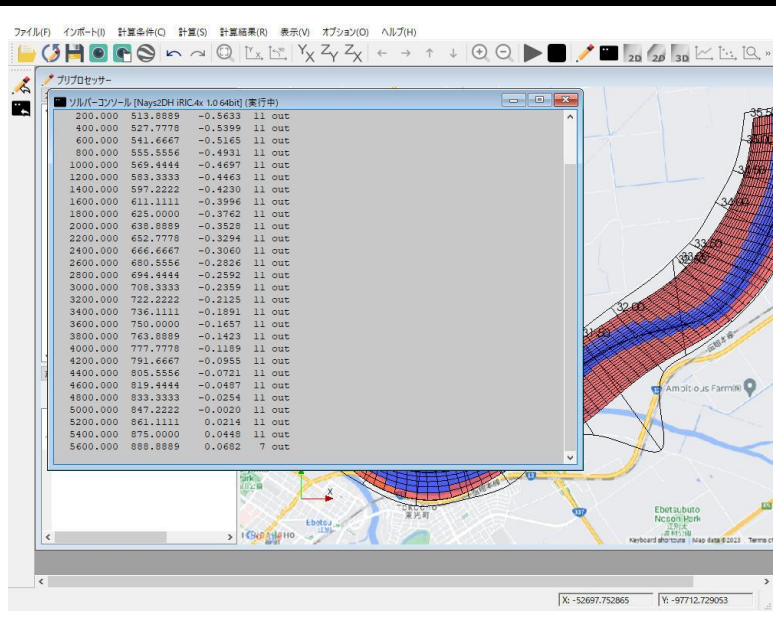 ファイル(F) インポート(I) 計算条件(C) 計算(S) 計算結果(R) 表示(V) オプション(O) ヘルプ(H)
プリプロセッサー
ソルバーコンソール [Nays2DH iRIC4x 1.0 64bit] (実行中)
200.000 513.8889 -0.5633 11 out
400.000 527.7778 -0.5399 11 out
600.000 541.6667 -0.5165 11 out
800.000 555.5556 -0.4931 11 out
1000.000 569.4444 -0.4697 11 out
1200.000 583.3333 -0.4463 11 out
1400.000 597.2222 -0.4230 11 out
1600.000 611.1111 -0.3996 11 out
1800.000 625.0000 -0.3762 11 out
2000.000 638.8889 -0.3528 11 out
2200.000 652.7778 -0.3294 11 out
2400.000 666.6667 -0.3060 11 out
2600.000 680.5556 -0.2826 11 out
2800.000 694.4444 -0.2592 11 out
3000.000 708.3333 -0.2359 11 out
3200.000 722.2222 -0.2125 11 out
3400.000 736.1111 -0.1891 11 out
3600.000 750.0000 -0.1657 11 out
3800.000 763.8889 -0.1423 11 out
4000.000 777.7778 -0.1189 11 out
4200.000 791.6667 -0.0955 11 out
4400.000 805.5556 -0.0721 11 out
4600.000 819.4444 -0.0487 11 out
4800.000 833.3333 -0.0254 11 out
5000.000 847.2222 -0.0020 11 out
5200.000 861.1111 0.0214 11 out
5400.000 875.0000 0.0448 11 out
5600.000 888.8889 0.0682 7 out
34.00
33.50
32.00
31.50
Ambitious Farm㈱
X
東光町
Ebetsubuto
Noson Park
Keyboard shortcuts Map data ©2023 Terms
X: -52697.752865 Y: -97712.729053